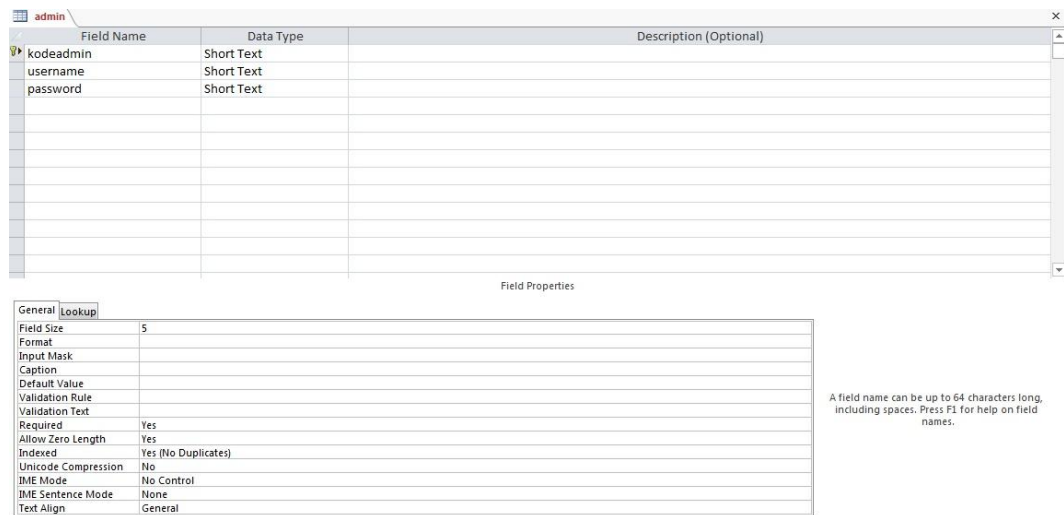 admin
Field Name Data Type Description (Optional)
kodeadmin Short Text
username Short Text
password Short Text
Field Properties
General Lookup
Field Size 5
Format
Input Mask
Caption
Default Value
Validation Rule
Validation Text
Required Yes
Allow Zero Length Yes
Indexed Yes (No Duplicates)
Unicode Compression No
IME Mode No Control
IME Sentence Mode None
Text Align General
A field name can be up to 64 characters long,
including spaces. Press F1 for help on field
names.